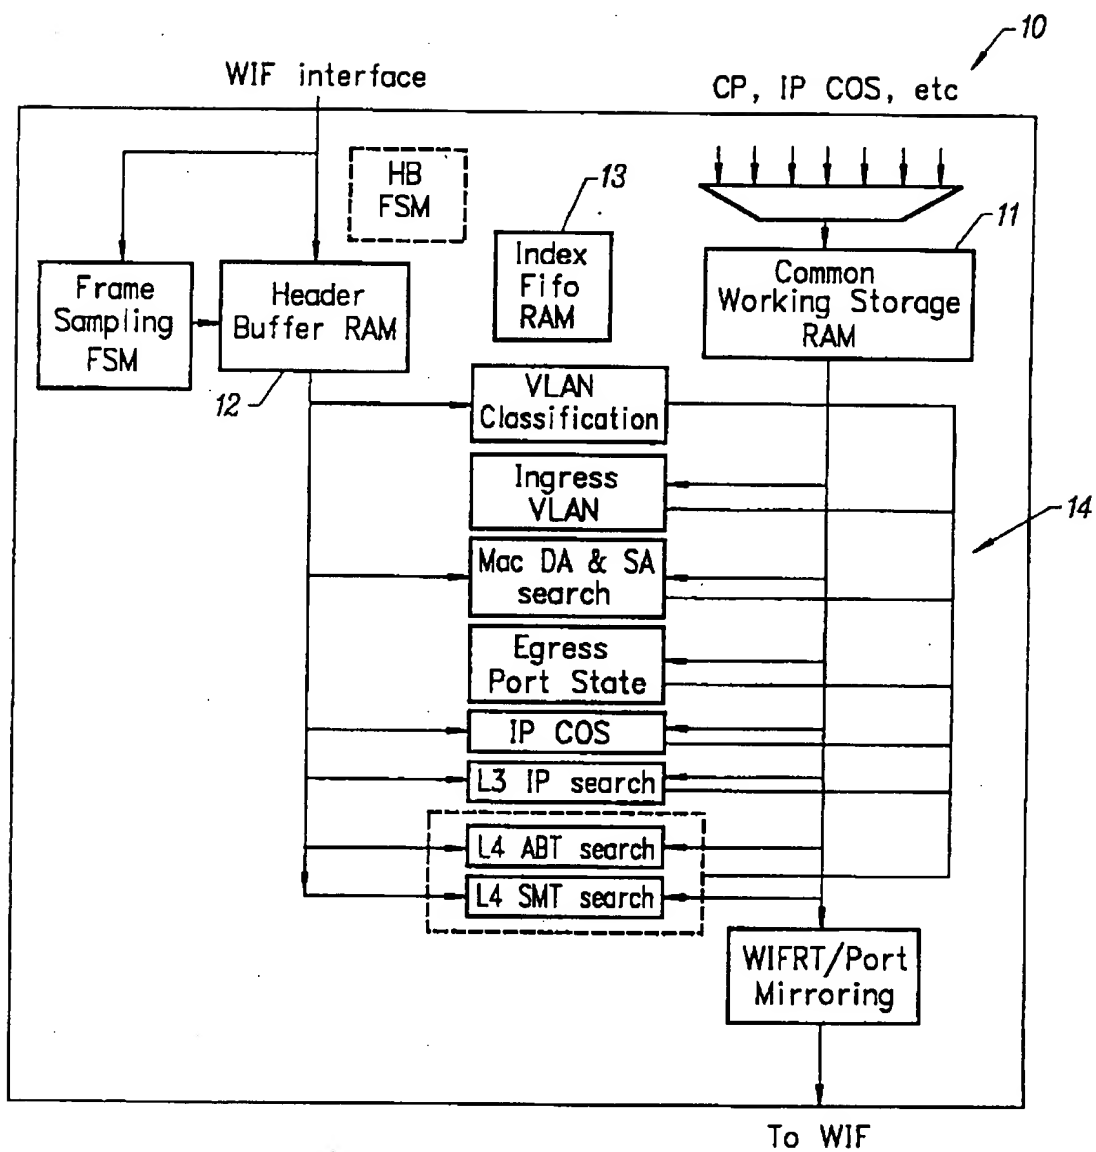 10
WIF interface
CP, IP COS, etc
HB
FSM
13
11
Frame
Sampling
FSM
Header
Buffer RAM
Index
Fifo
RAM
Common
Working Storage
RAM
12
VLAN
Classification
Ingress
VLAN
14
Mac DA & SA
search
Egress
Port State
IP COS
L3 IP search
L4 ABT search
L4 SMT search
WIFRT/Port
Mirroring
To WIF